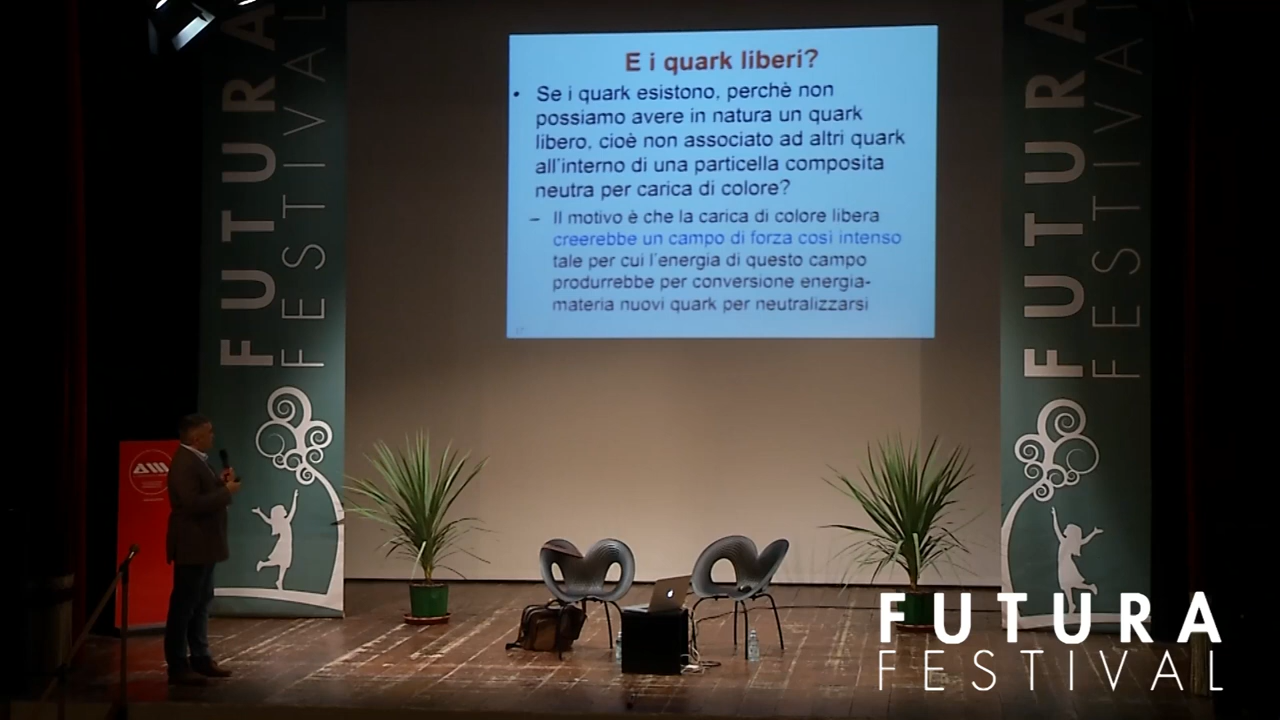 FUTURA
FESTIVAL
E i quark liberi?
• Se i quark esistono, perchè non
possiamo avere in natura un quark
libero, cioè non associato ad altri quark
all'interno di una particella composita
neutra per carica di colore?
– Il motivo è che la carica di colore libera
creerebbe un campo di forza così intenso
tale per cui l'energia di questo campo
produrrebbe per conversione energia-
materia nuovi quark per neutralizzarsi
FUTURA
FESTIVAL
FUTURA
FESTIVAL